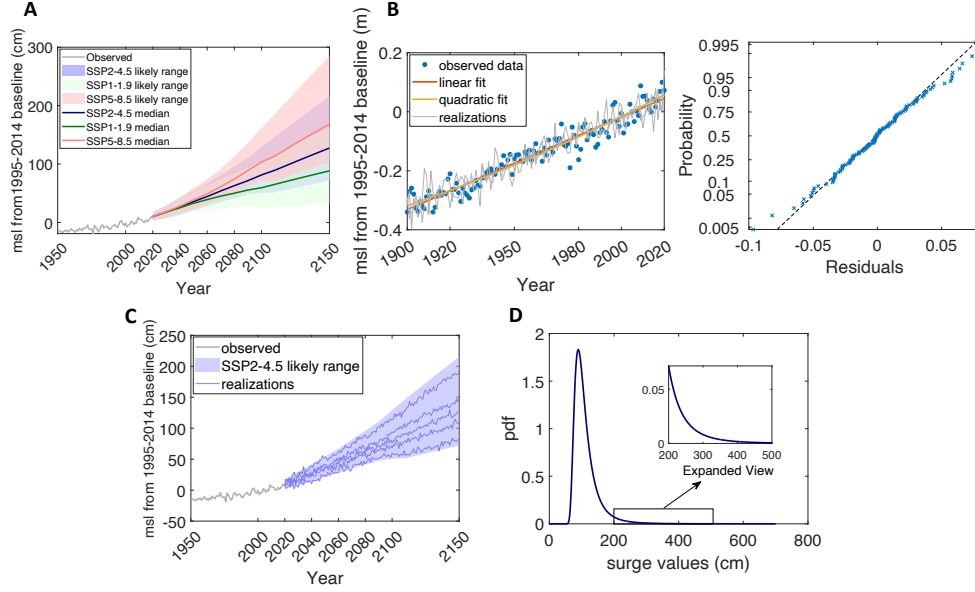 A
msl from 1995-2014 baseline (cm)
300
200
100
0
Observed
SSP2-4.5 likely range
SSP1-1.9 likely range
SSP5-8.5 likely range
SSP2-4.5 median
SSP1-1.9 median
SSP5-8.5 median
1950
2000
2020
2040
2060
2080
2100
2150
Year
B
msl from 1995-2014 baseline (m)
0.2
0
-0.2
-0.4
observed data
linear fit
quadratic fit
realizations
1900
1920
1950
1980
2000
2020
Year
Probability
0.995
0.95
0.9
0.75
0.5
0.25
0.1
0.05
0.005
-0.1
-0.05
0
0.05
Residuals
C
msl from 1995-2014 baseline (cm)
250
200
150
100
50
0
-50
observed
SSP2-4.5 likely range
realizations
1950
2000
2020
2040
2060
2080
2100
2150
Year
D
pdf
2
1.5
1
0.5
0
0.05
0
200
300
400
500
Expanded View
0
200
400
600
800
surge values (cm)